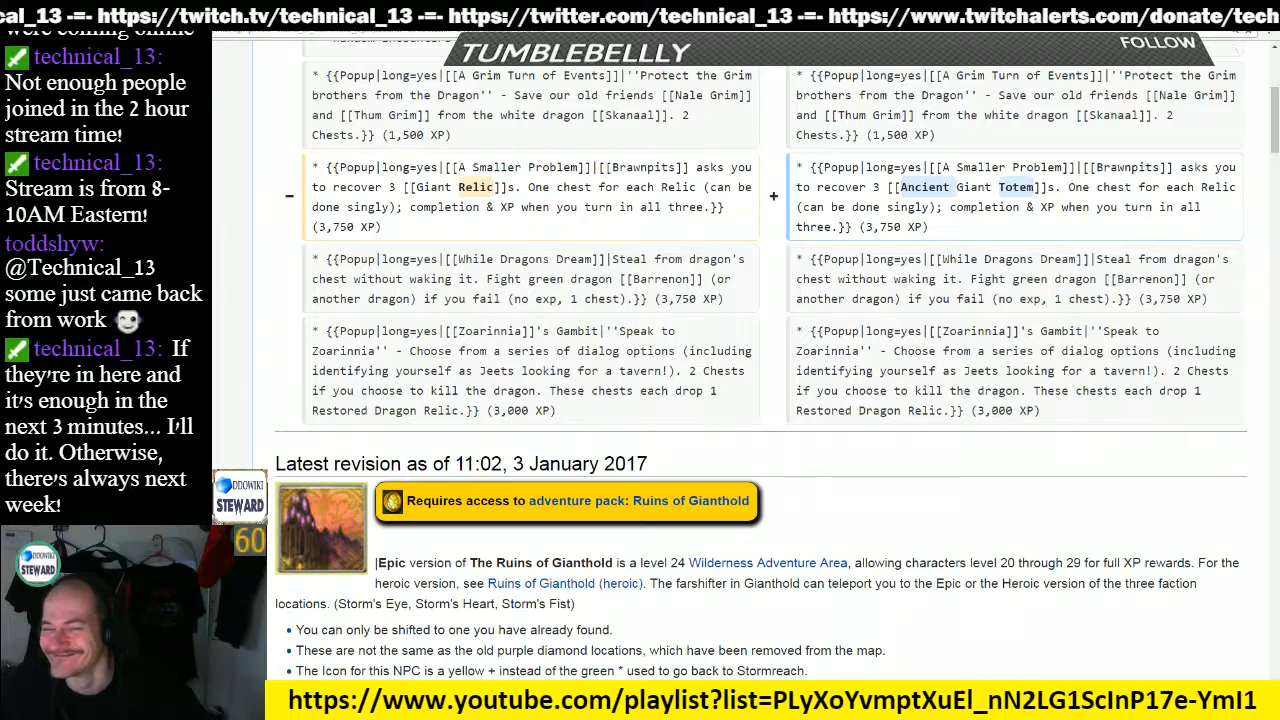 al_13 -=- https://twitch.tv/technical_13 -=- https://twitter.com/technical_13 -=- https://www.twitchalerts.com/donate/tech
were coming online
technical_13:
Not enough people
joined in the 2 hour
stream time!
technical_13:
Stream is from 8-
10AM Eastern!
toddshyw:
@Technical_13
some just came back
from work
technical_13: If
they're in here and
it's enough in the
next 3 minutes... I'll
do it. Otherwise,
there's always next
week!
DDOWIKI
STEWARD
60
DDOWIKI
STEWARD
TUMBLEBELLLY
FOLLOW
* {{Popup|long=yes|[[A Grim Turn of Events]]|''Protect the Grim
brothers from the Dragon'' - Save our old friends [[Nale Grim]]
and [[Thum Grim]] from the white dragon [[Skanaal]]. 2
Chests.}} (1,500 XP)
* {{Popup|long=yes|[[A Grim Turn of Events]]|''Protect the Grim
brothers from the Dragon'' - Save our old friends [[Nale Grim]]
and [[Thum Grim]] from the white dragon [[Skanaal]]. 2
Chests.}} (1,500 XP)
−
* {{Popup|long=yes|[[A Smaller Problem]]|[[Brawnpits]] asks you
to recover 3 [[Giant Relic]]s. One chest for each Relic (can be
done singly); completion & XP when you turn in all three.}}
(3,750 XP)
+
* {{Popup|long=yes|[[A Smaller Problem]]|[[Brawnpits]] asks you
to recover 3 [[Ancient Giant Totem]]s. One chest for each Relic
(can be done singly); completion & XP when you turn in all
three.}} (3,750 XP)
* {{Popup|long=yes|[[While Dragons Dream]]|Steal from dragon's
chest without waking it. Fight green dragon [[Barrenon]] (or
another dragon) if you fail (no exp, 1 chest).}} (3,750 XP)
* {{Popup|long=yes|[[While Dragons Dream]]|Steal from dragon's
chest without waking it. Fight green dragon [[Barrenon]] (or
another dragon) if you fail (no exp, 1 chest).}} (3,750 XP)
* {{Popup|long=yes|[[Zoarinnia]]'s Gambit|''Speak to
Zoarinnia'' - Choose from a series of dialog options (including
identifying yourself as Jeets looking for a tavern!). 2 Chests
if you choose to kill the dragon. These chests each drop 1
Restored Dragon Relic.}} (3,000 XP)
* {{Popup|long=yes|[[Zoarinnia]]'s Gambit|''Speak to
Zoarinnia'' - Choose from a series of dialog options (including
identifying yourself as Jeets looking for a tavern!). 2 Chests
if you choose to kill the dragon. These chests each drop 1
Restored Dragon Relic.}} (3,000 XP)
Latest revision as of 11:02, 3 January 2017
Requires access to adventure pack: Ruins of Gianthold
|Epic version of The Ruins of Gianthold is a level 24 Wilderness Adventure Area, allowing characters level 20 through 29 for full XP rewards. For the
heroic version, see Ruins of Gianthold (heroic). The farshifter in Gianthold can teleport you to the Epic or the Heroic version of the three faction
locations. (Storm's Eye, Storm's Heart, Storm's Fist)
• You can only be shifted to one you have already found.
• These are not the same as the old purple diamond locations, which have been removed from the map.
• The Icon for this NPC is a yellow + instead of the green * used to go back to Stormreach.
https://www.youtube.com/playlist?list=PLyXoYvmptXuEl_nN2LG1ScInP17e-YmI1